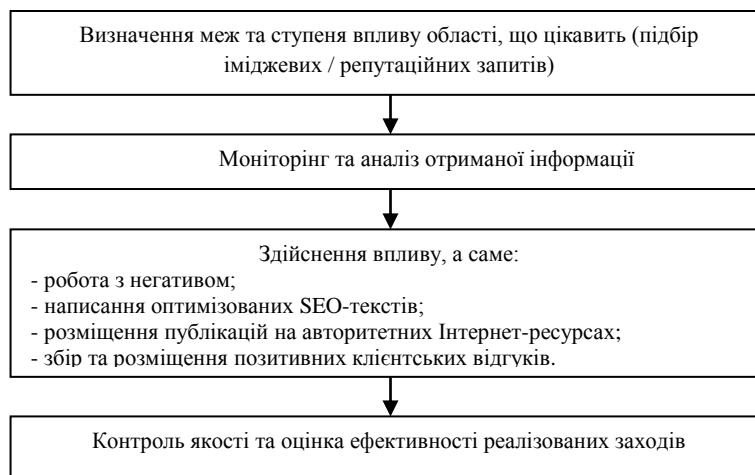 Визначення меж та ступеня впливу області, що цікавить (підбір
іміджевих / репутаційних запитів)
Моніторинг та аналіз отриманої інформації
Здійснення впливу, а саме:
- робота з негативом;
- написання оптимізованих SEO-текстів;
- розміщення публікацій на авторитетних Інтернет-ресурсах;
- збір та розміщення позитивних клієнтських відгуків.
Контроль якості та оцінка ефективності реалізованих заходів